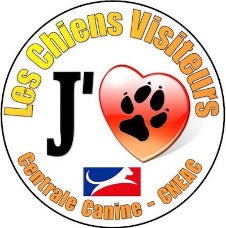 Les Chiens Visiteurs
J'
Centrale Canine - CNEAC